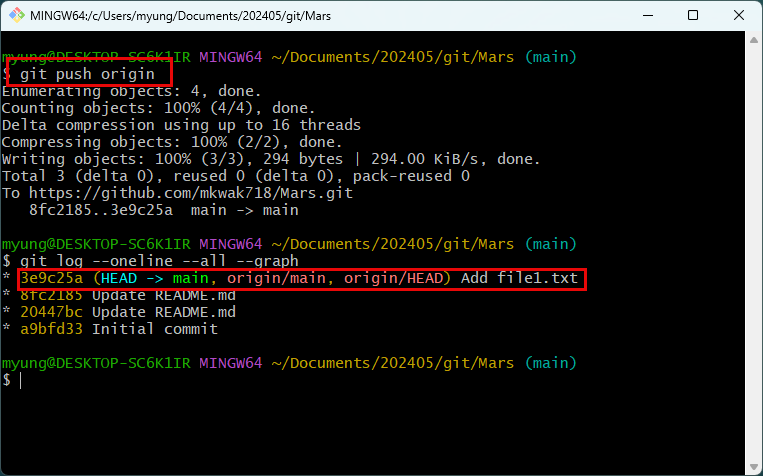 MINGW64:/c/Users/myung/Documents/202405/git/Mars
myung@DESKTOP-SC6K1IR MINGW64 ~/Documents/202405/git/Mars (main)
$ git push origin
Enumerating objects: 4, done.
Counting objects: 100% (4/4), done.
Delta compression using up to 16 threads
Compressing objects: 100% (2/2), done.
Writing objects: 100% (3/3), 294 bytes | 294.00 KiB/s, done.
Total 3 (delta 0), reused 0 (delta 0), pack-reused 0
To https://github.com/mkwak718/Mars.git
   8fc2185..3e9c25a  main -> main
myung@DESKTOP-SC6K1IR MINGW64 ~/Documents/202405/git/Mars (main)
$ git log --oneline --all --graph
* 3e9c25a (HEAD -> main, origin/main, origin/HEAD) Add file1.txt
* 8fc2185 Update README.md
* 20447bc Update README.md
* a9bfd33 Initial commit
myung@DESKTOP-SC6K1IR MINGW64 ~/Documents/202405/git/Mars (main)
$